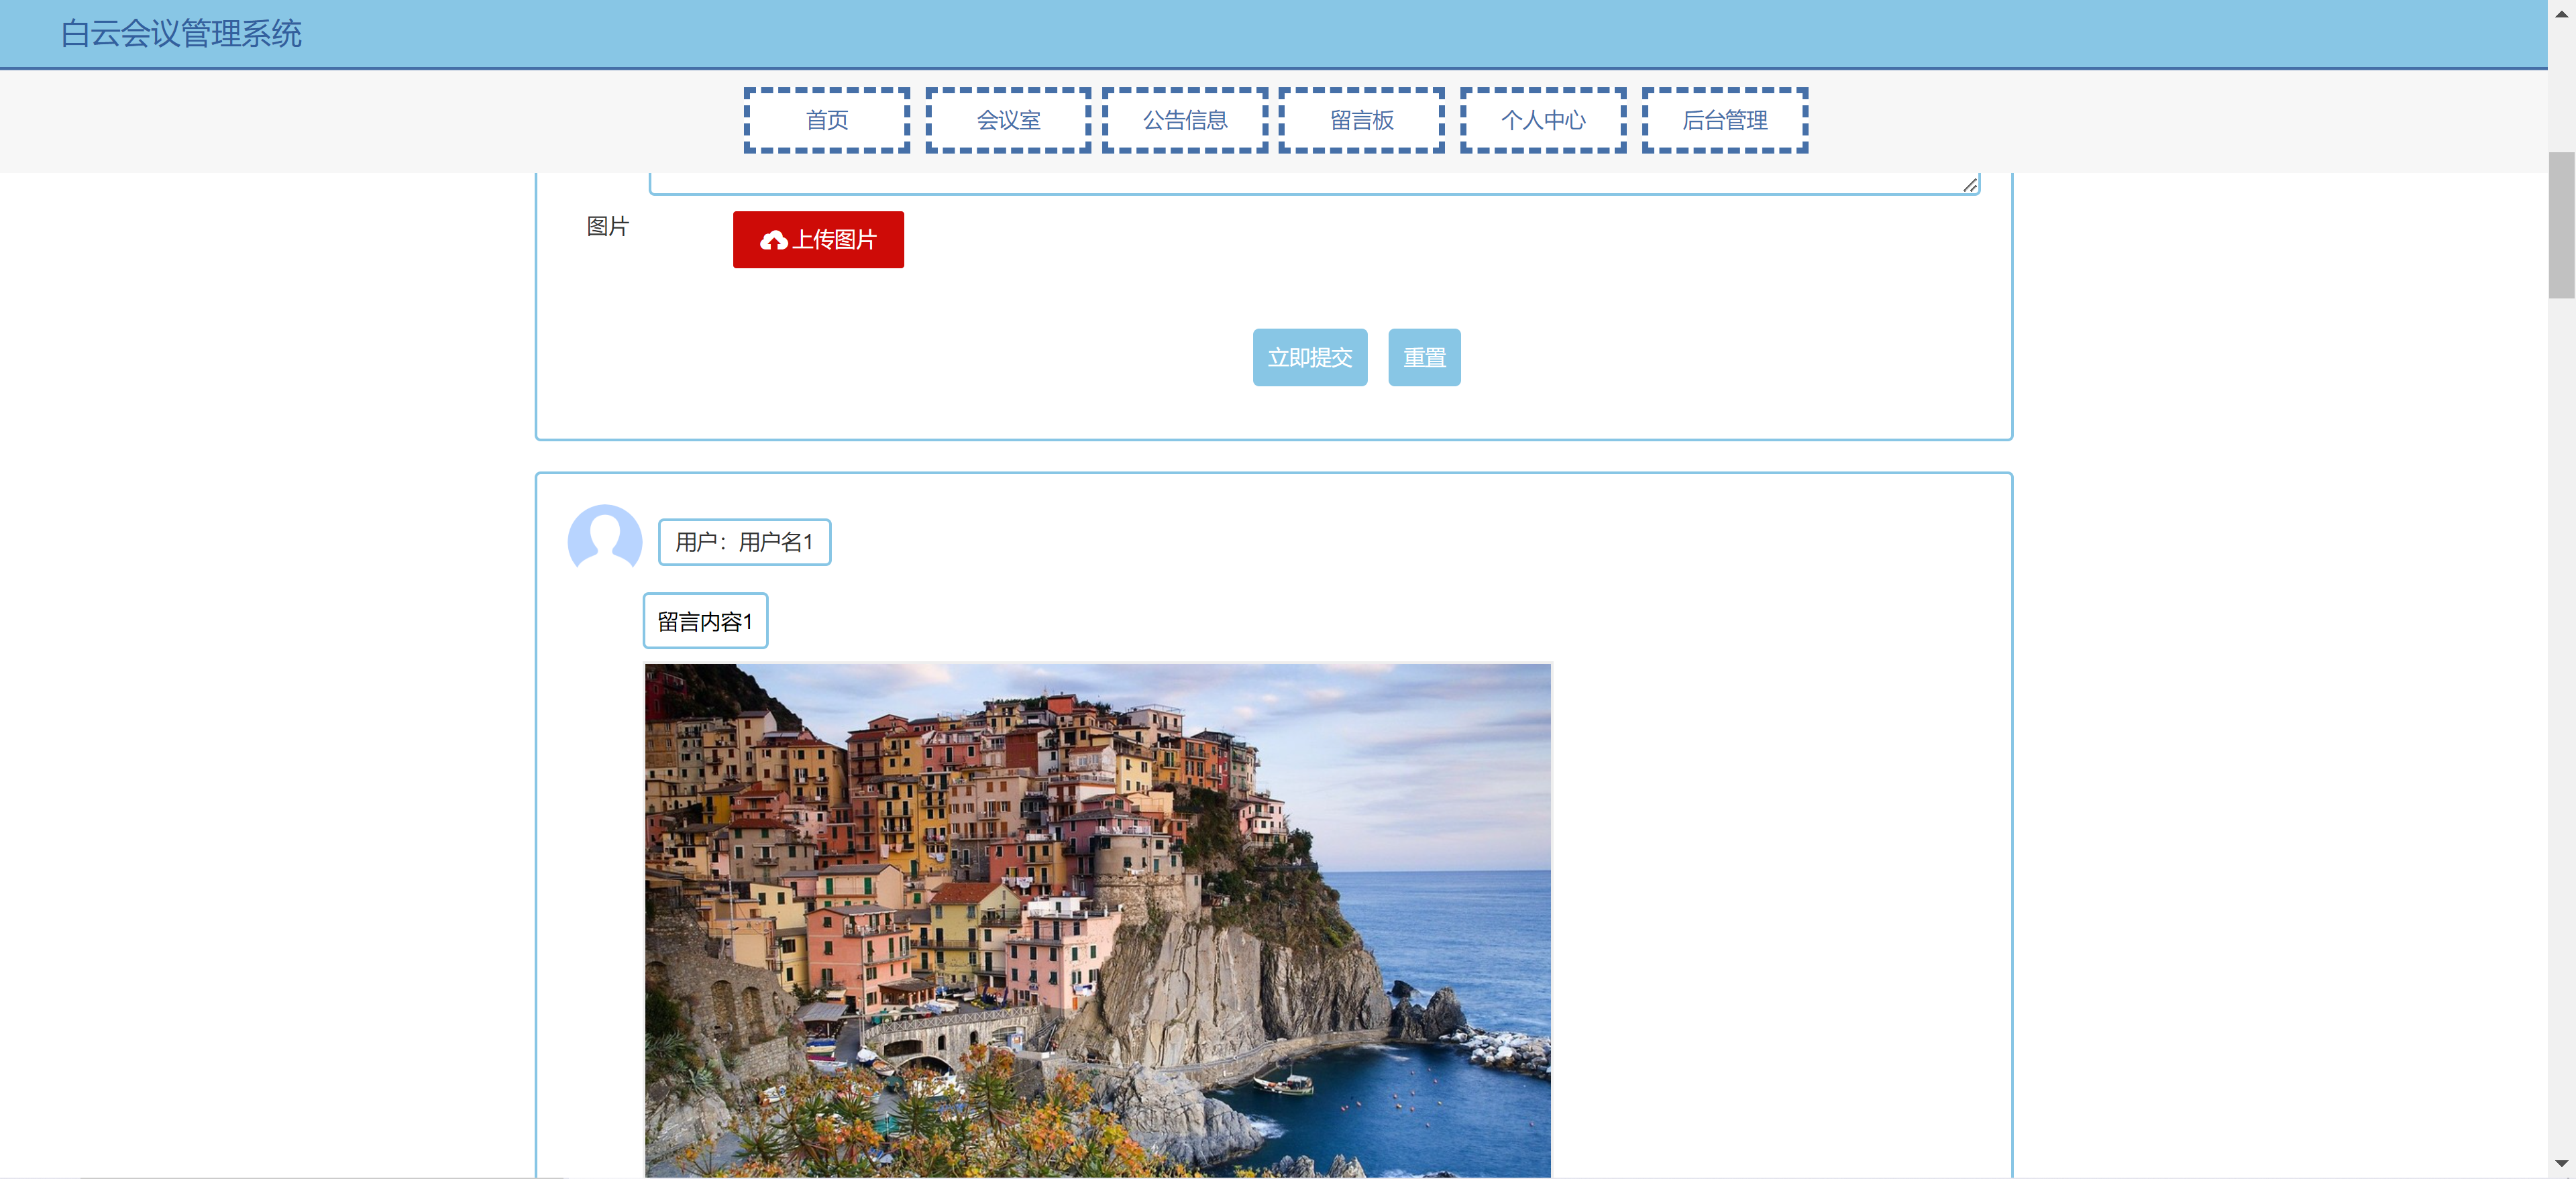 白云会议管理系统
首页 会议室 公告信息 留言板 个人中心 后台管理
图片
上传图片
立即提交 重置
用户：用户名1
留言内容1